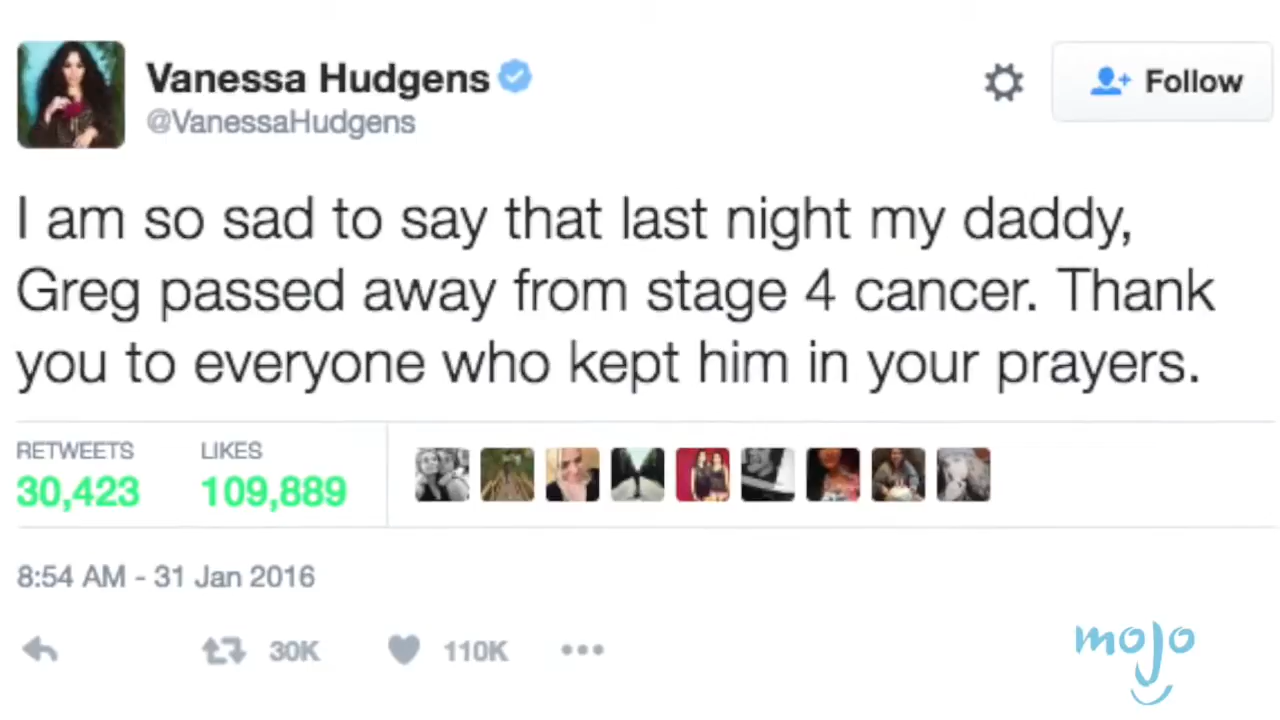 Vanessa Hudgens
@VanessaHudgens
Follow
I am so sad to say that last night my daddy,
Greg passed away from stage 4 cancer. Thank
you to everyone who kept him in your prayers.
RETWEETS LIKES
30,423 109,889
8:54 AM - 31 Jan 2016
30K 110K
mojo